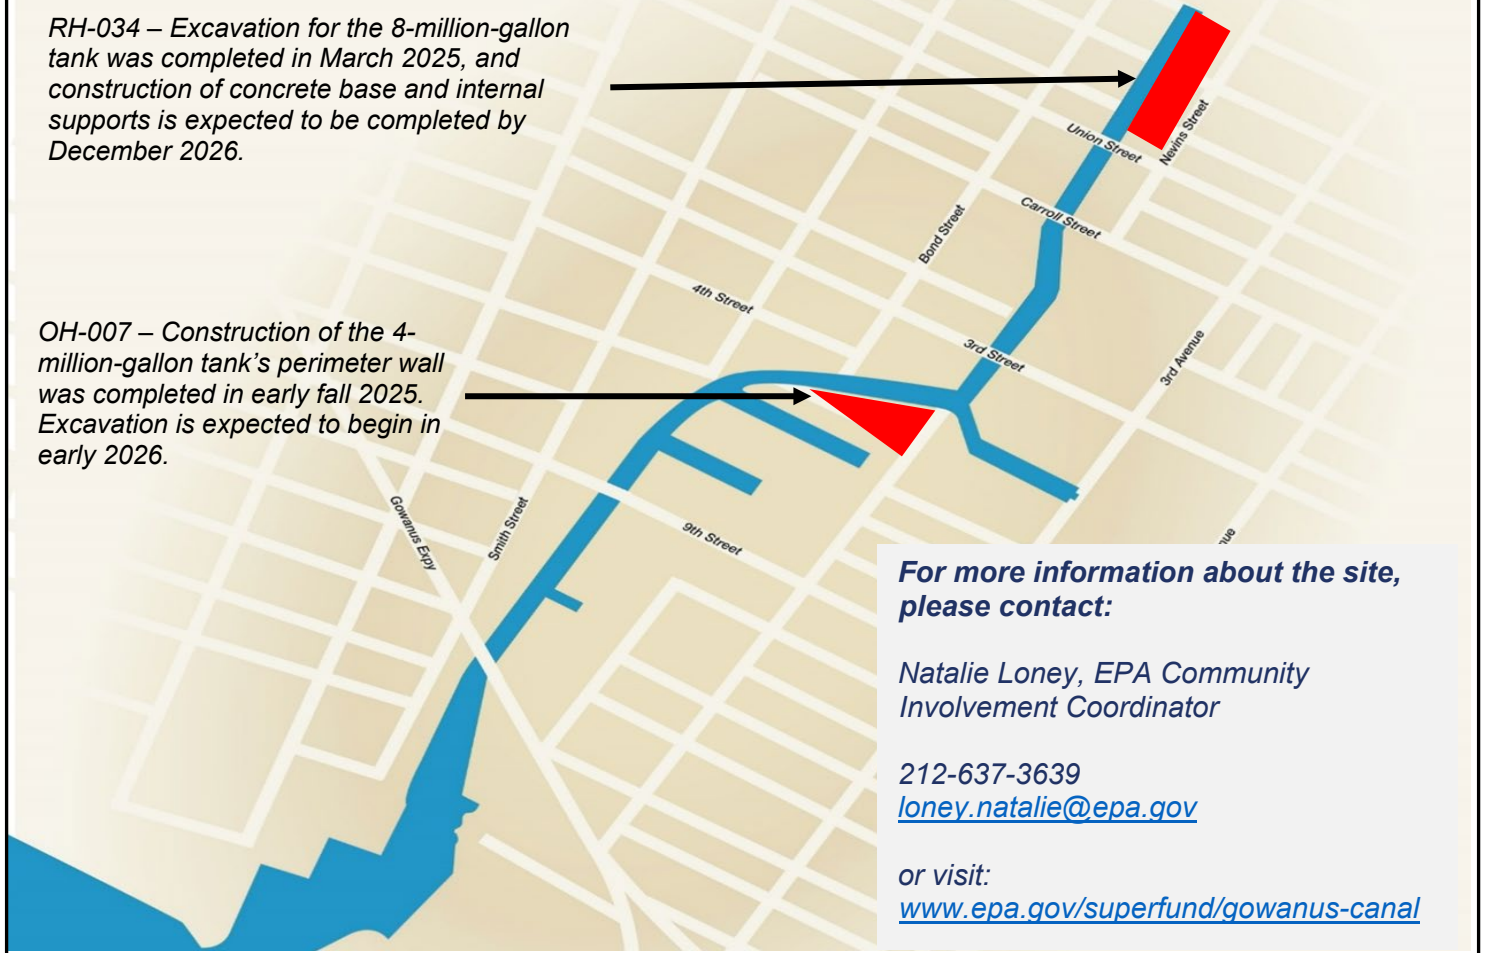 RH-034 – Excavation for the 8-million-gallon
tank was completed in March 2025, and
construction of concrete base and internal
supports is expected to be completed by
December 2026.
Union Street
Nevins Street
Carroll Street
Bond Street
4th Street
3rd Street
3rd Avenue
OH-007 – Construction of the 4-
million-gallon tank’s perimeter wall
was completed in early fall 2025.
Excavation is expected to begin in
early 2026.
Gowanus Expy
Smith Street
9th Street
For more information about the site,
please contact:
Natalie Loney, EPA Community
Involvement Coordinator
212-637-3639
loney.natalie@epa.gov
or visit:
www.epa.gov/superfund/gowanus-canal